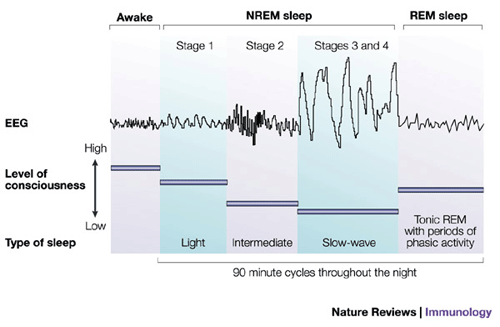 Awake NREM sleep REM sleep
Stage 1 Stage 2 Stages 3 and 4
EEG
High
Level of
consciousness
Low
Tonic REM
with periods of
phasic activity
Type of sleep Light Intermediate Slow-wave
90 minute cycles throughout the night
Nature Reviews | Immunology